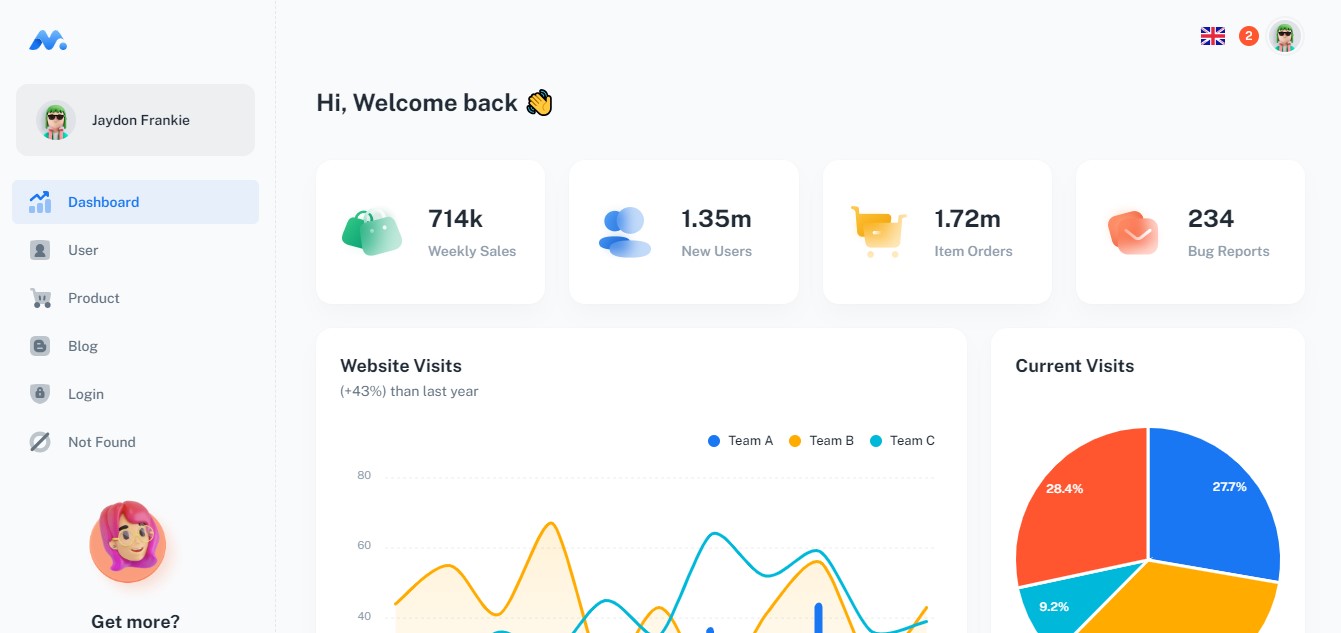 2
Jaydon Frankie
Dashboard
User
Product
Blog
Login
Not Found
Get more?
Hi, Welcome back 👋
714k
Weekly Sales
1.35m
New Users
1.72m
Item Orders
234
Bug Reports
Website Visits
(+43%) than last year
Team A Team B Team C
80
60
40
Current Visits
28.4%
27.7%
9.2%